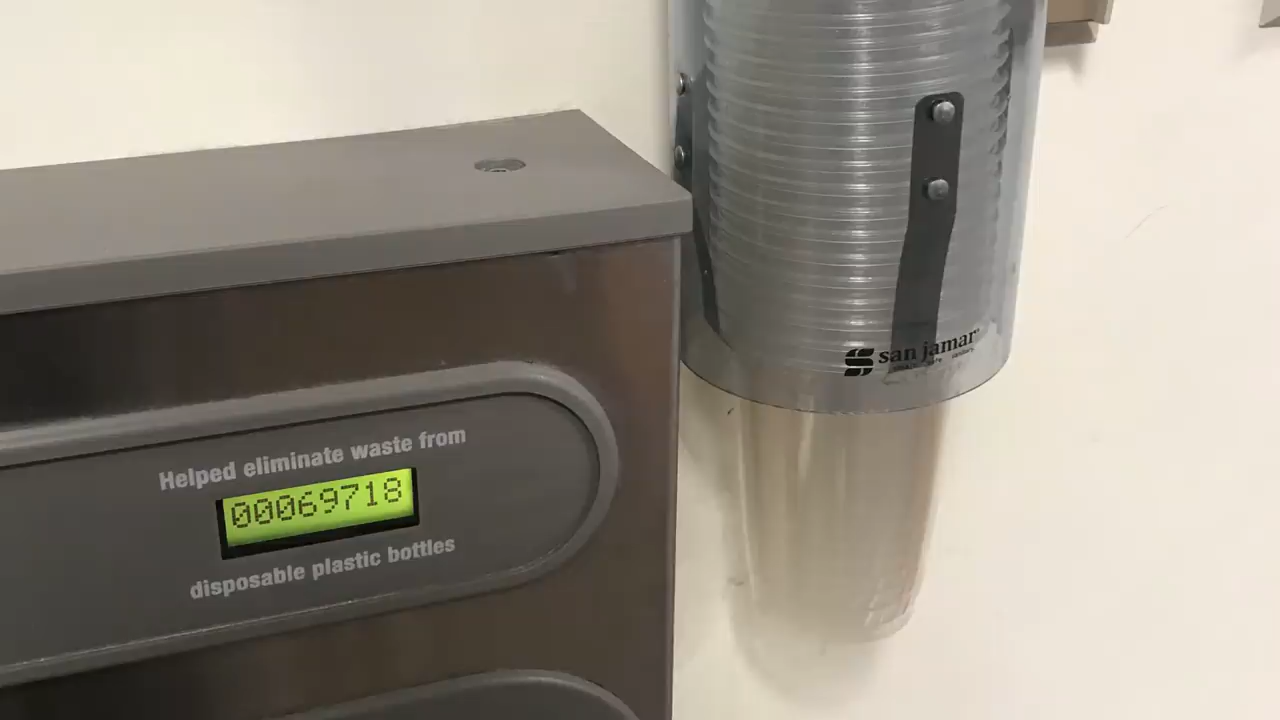 Helped eliminate waste from
00069718
disposable plastic bottles
san jamar